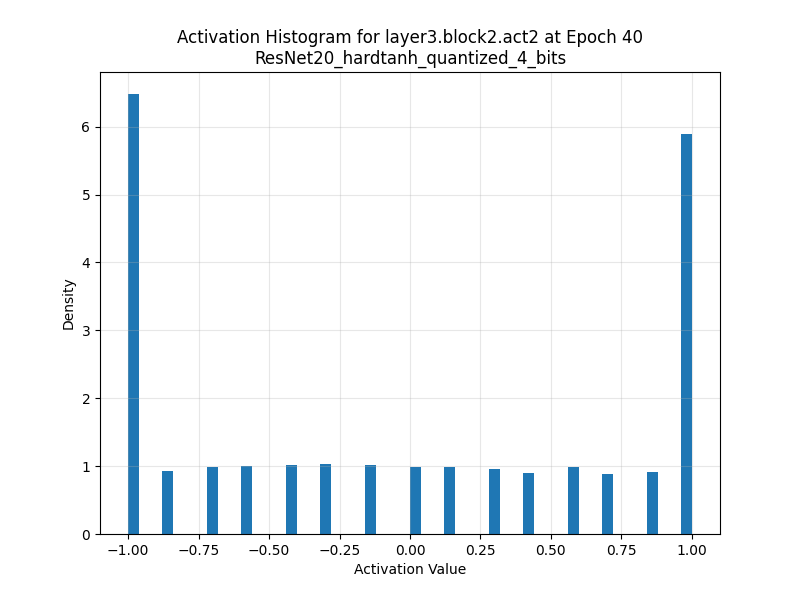 Activation Histogram for layer3.block2.act2 at Epoch 40
ResNet20_hardtanh_quantized_4_bits
6
5
4
3
2
1
0
Density
−1.00 −0.75 −0.50 −0.25 0.00 0.25 0.50 0.75 1.00
Activation Value